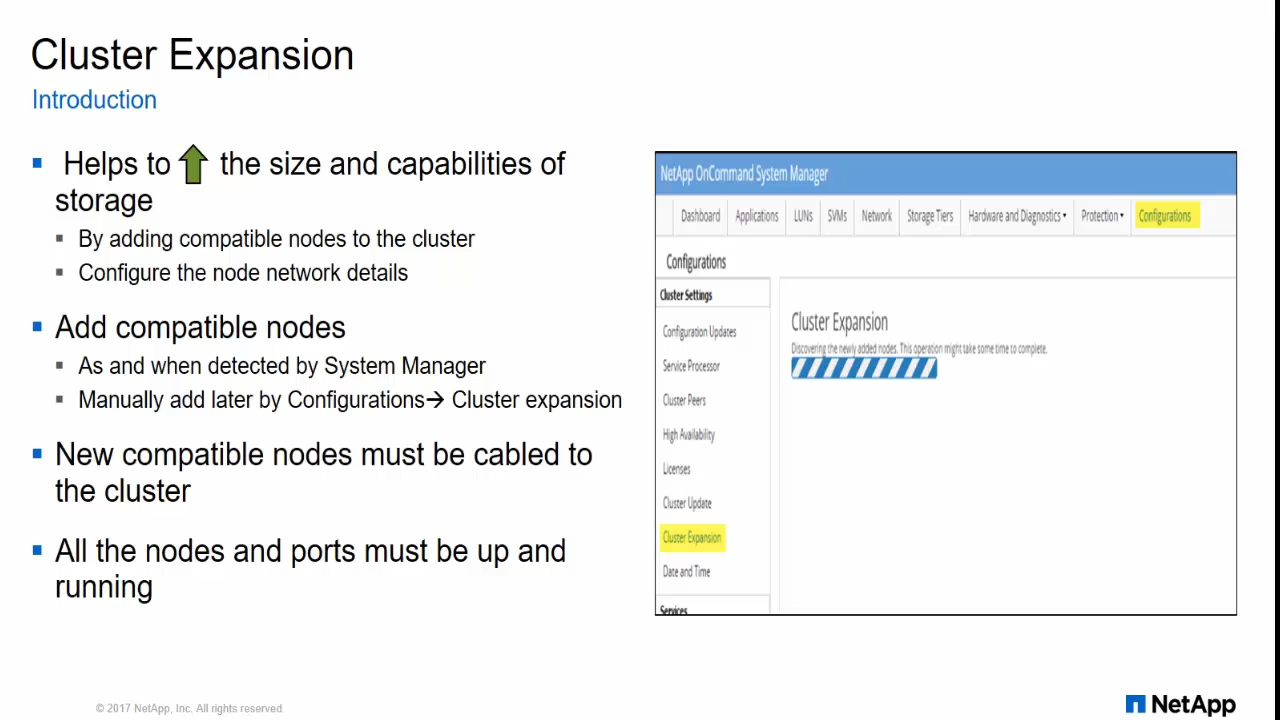 Cluster Expansion
Introduction
Helps to the size and capabilities of
storage
By adding compatible nodes to the cluster
Configure the node network details
Add compatible nodes
As and when detected by System Manager
Manually add later by Configurations→ Cluster expansion
New compatible nodes must be cabled to
the cluster
All the nodes and ports must be up and
running
NetApp OnCommand System Manager
Dashboard Applications LUNs SVMs Network Storage Tiers Hardware and Diagnostics Protection Configurations
Configurations
Cluster Settings
Configuration Updates
Service Processor
Cluster Peers
High Availability
Licenses
Cluster Update
Cluster Expansion
Date and Time
Services
Cluster Expansion
Discovering the newly added nodes. This operation might take some time to complete.
© 2017 NetApp, Inc. All rights reserved.
NetApp